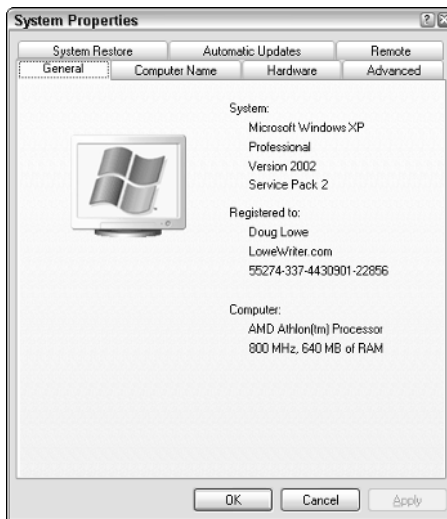 System Properties
System Restore
Automatic Updates
Remote
General
Computer Name
Hardware
Advanced
System:
Microsoft Windows XP
Professional
Version 2002
Service Pack 2
Registered to:
Doug Lowe
LoweWriter.com
55274-337-4430901-22856
Computer:
AMD Athlon(tm) Processor
800 MHz, 640 MB of RAM
OK
Cancel
Apply